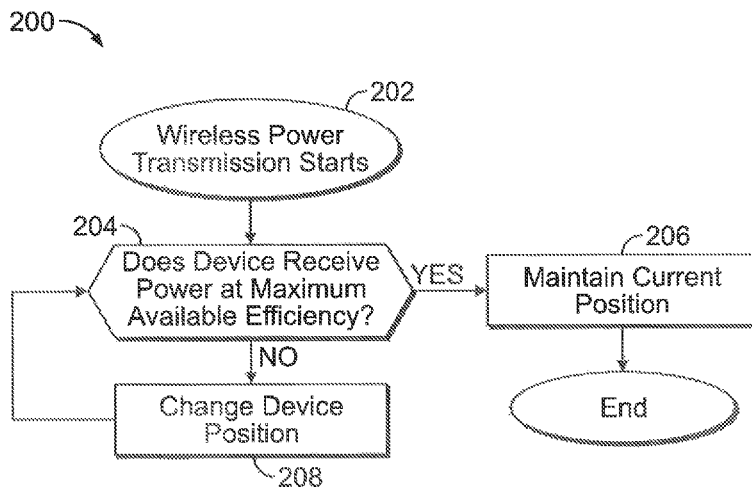 200
202
Wireless Power
Transmission Starts
204
Does Device Receive
Power at Maximum
Available Efficiency?
YES
206
Maintain Current
Position
NO
Change Device
Position
208
End